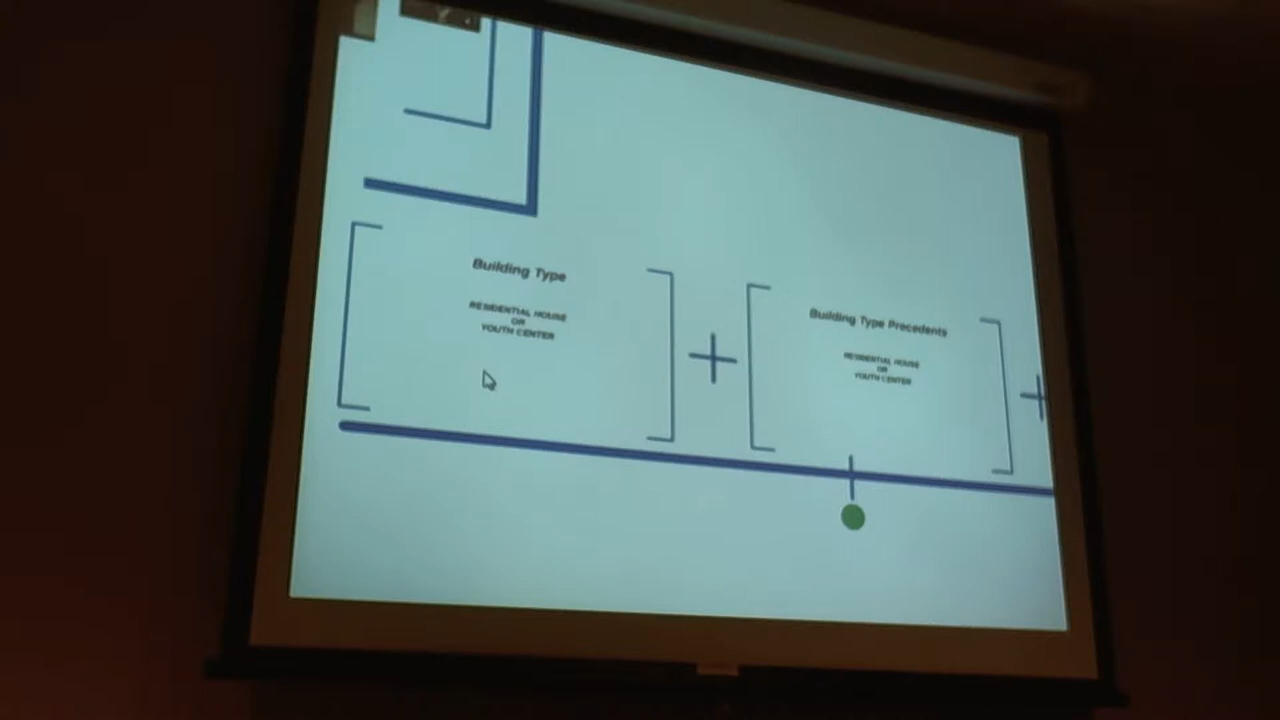 Building Type
RESIDENTIAL HOUSE
OR
YOUTH CENTER
Building Type Precedents
RESIDENTIAL HOUSE
OR
YOUTH CENTER